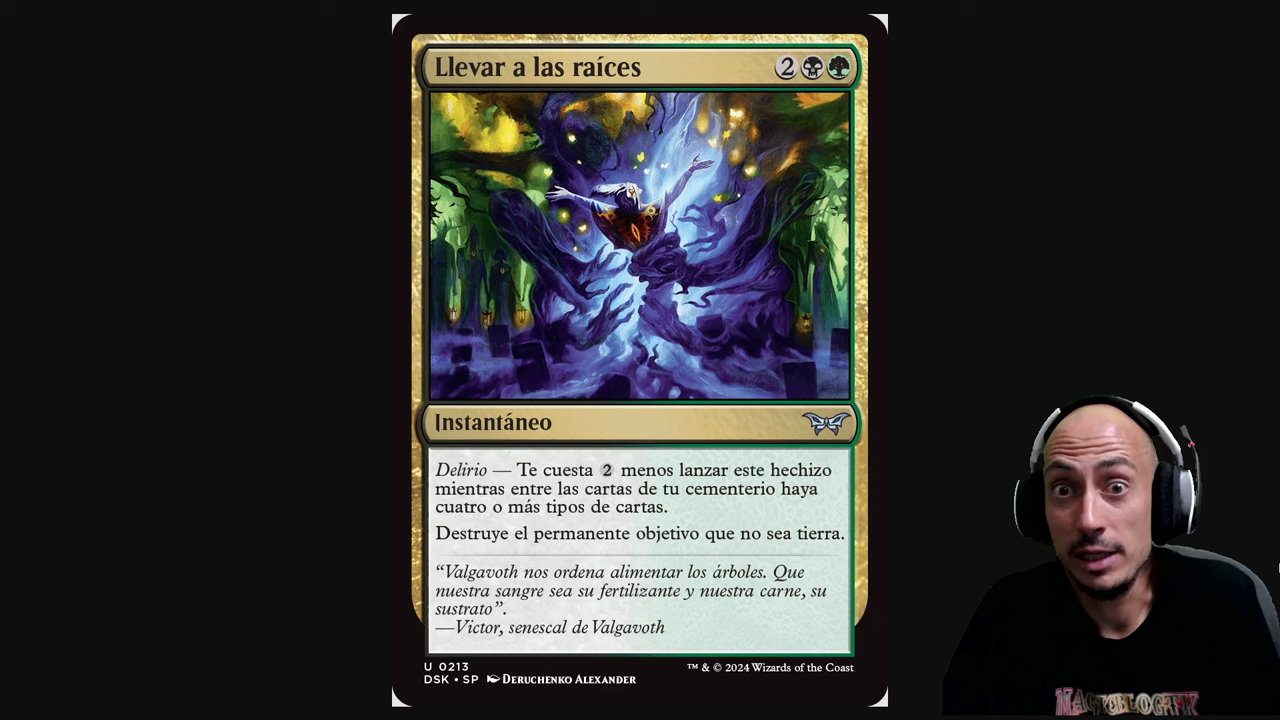 Llevar a las raíces
2
Instantáneo
Delirio — Te cuesta 2 menos lanzar este hechizo
mientras entre las cartas de tu cementerio haya
cuatro o más tipos de cartas.
Destruye el permanente objetivo que no sea tierra.
“Valgavoth nos ordena alimentar los árboles. Que
nuestra sangre sea su fertilizante y nuestra carne, su
sustrato”.
—Victor, senescal de Valgavoth
U 0213
DSK • SP Deruchenko Alexander
™ & © 2024 Wizards of the Coast